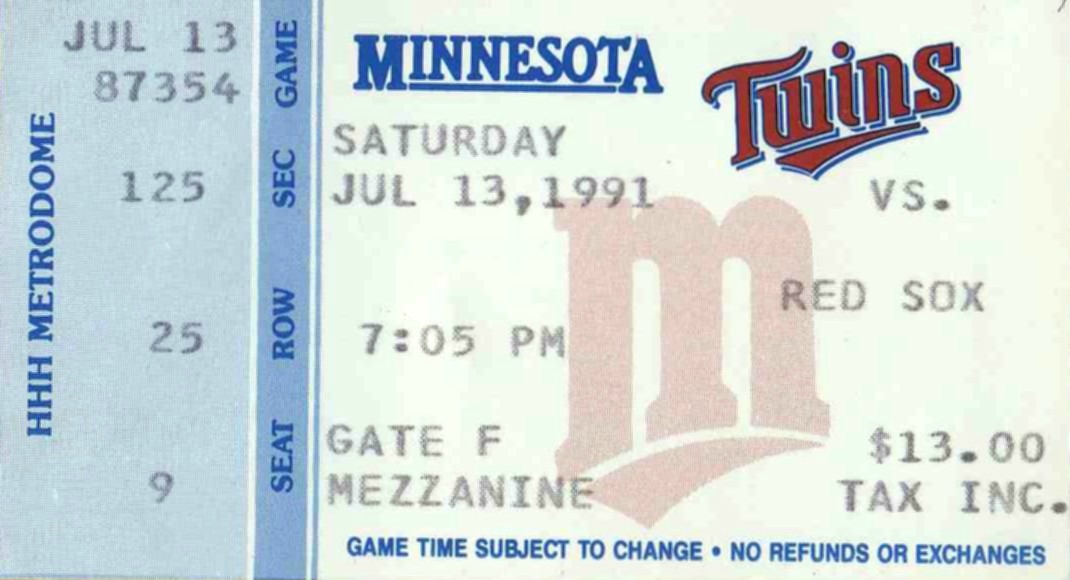 HHH METRODOME
JUL 13
87354
125
25
9
GAME
SEC
ROW
SEAT
MINNESOTA
Twins
SATURDAY
JUL 13,1991
VS.
RED SOX
7:05 PM
m
GATE F
$13.00
MEZZANINE
TAX INC.
GAME TIME SUBJECT TO CHANGE • NO REFUNDS OR EXCHANGES